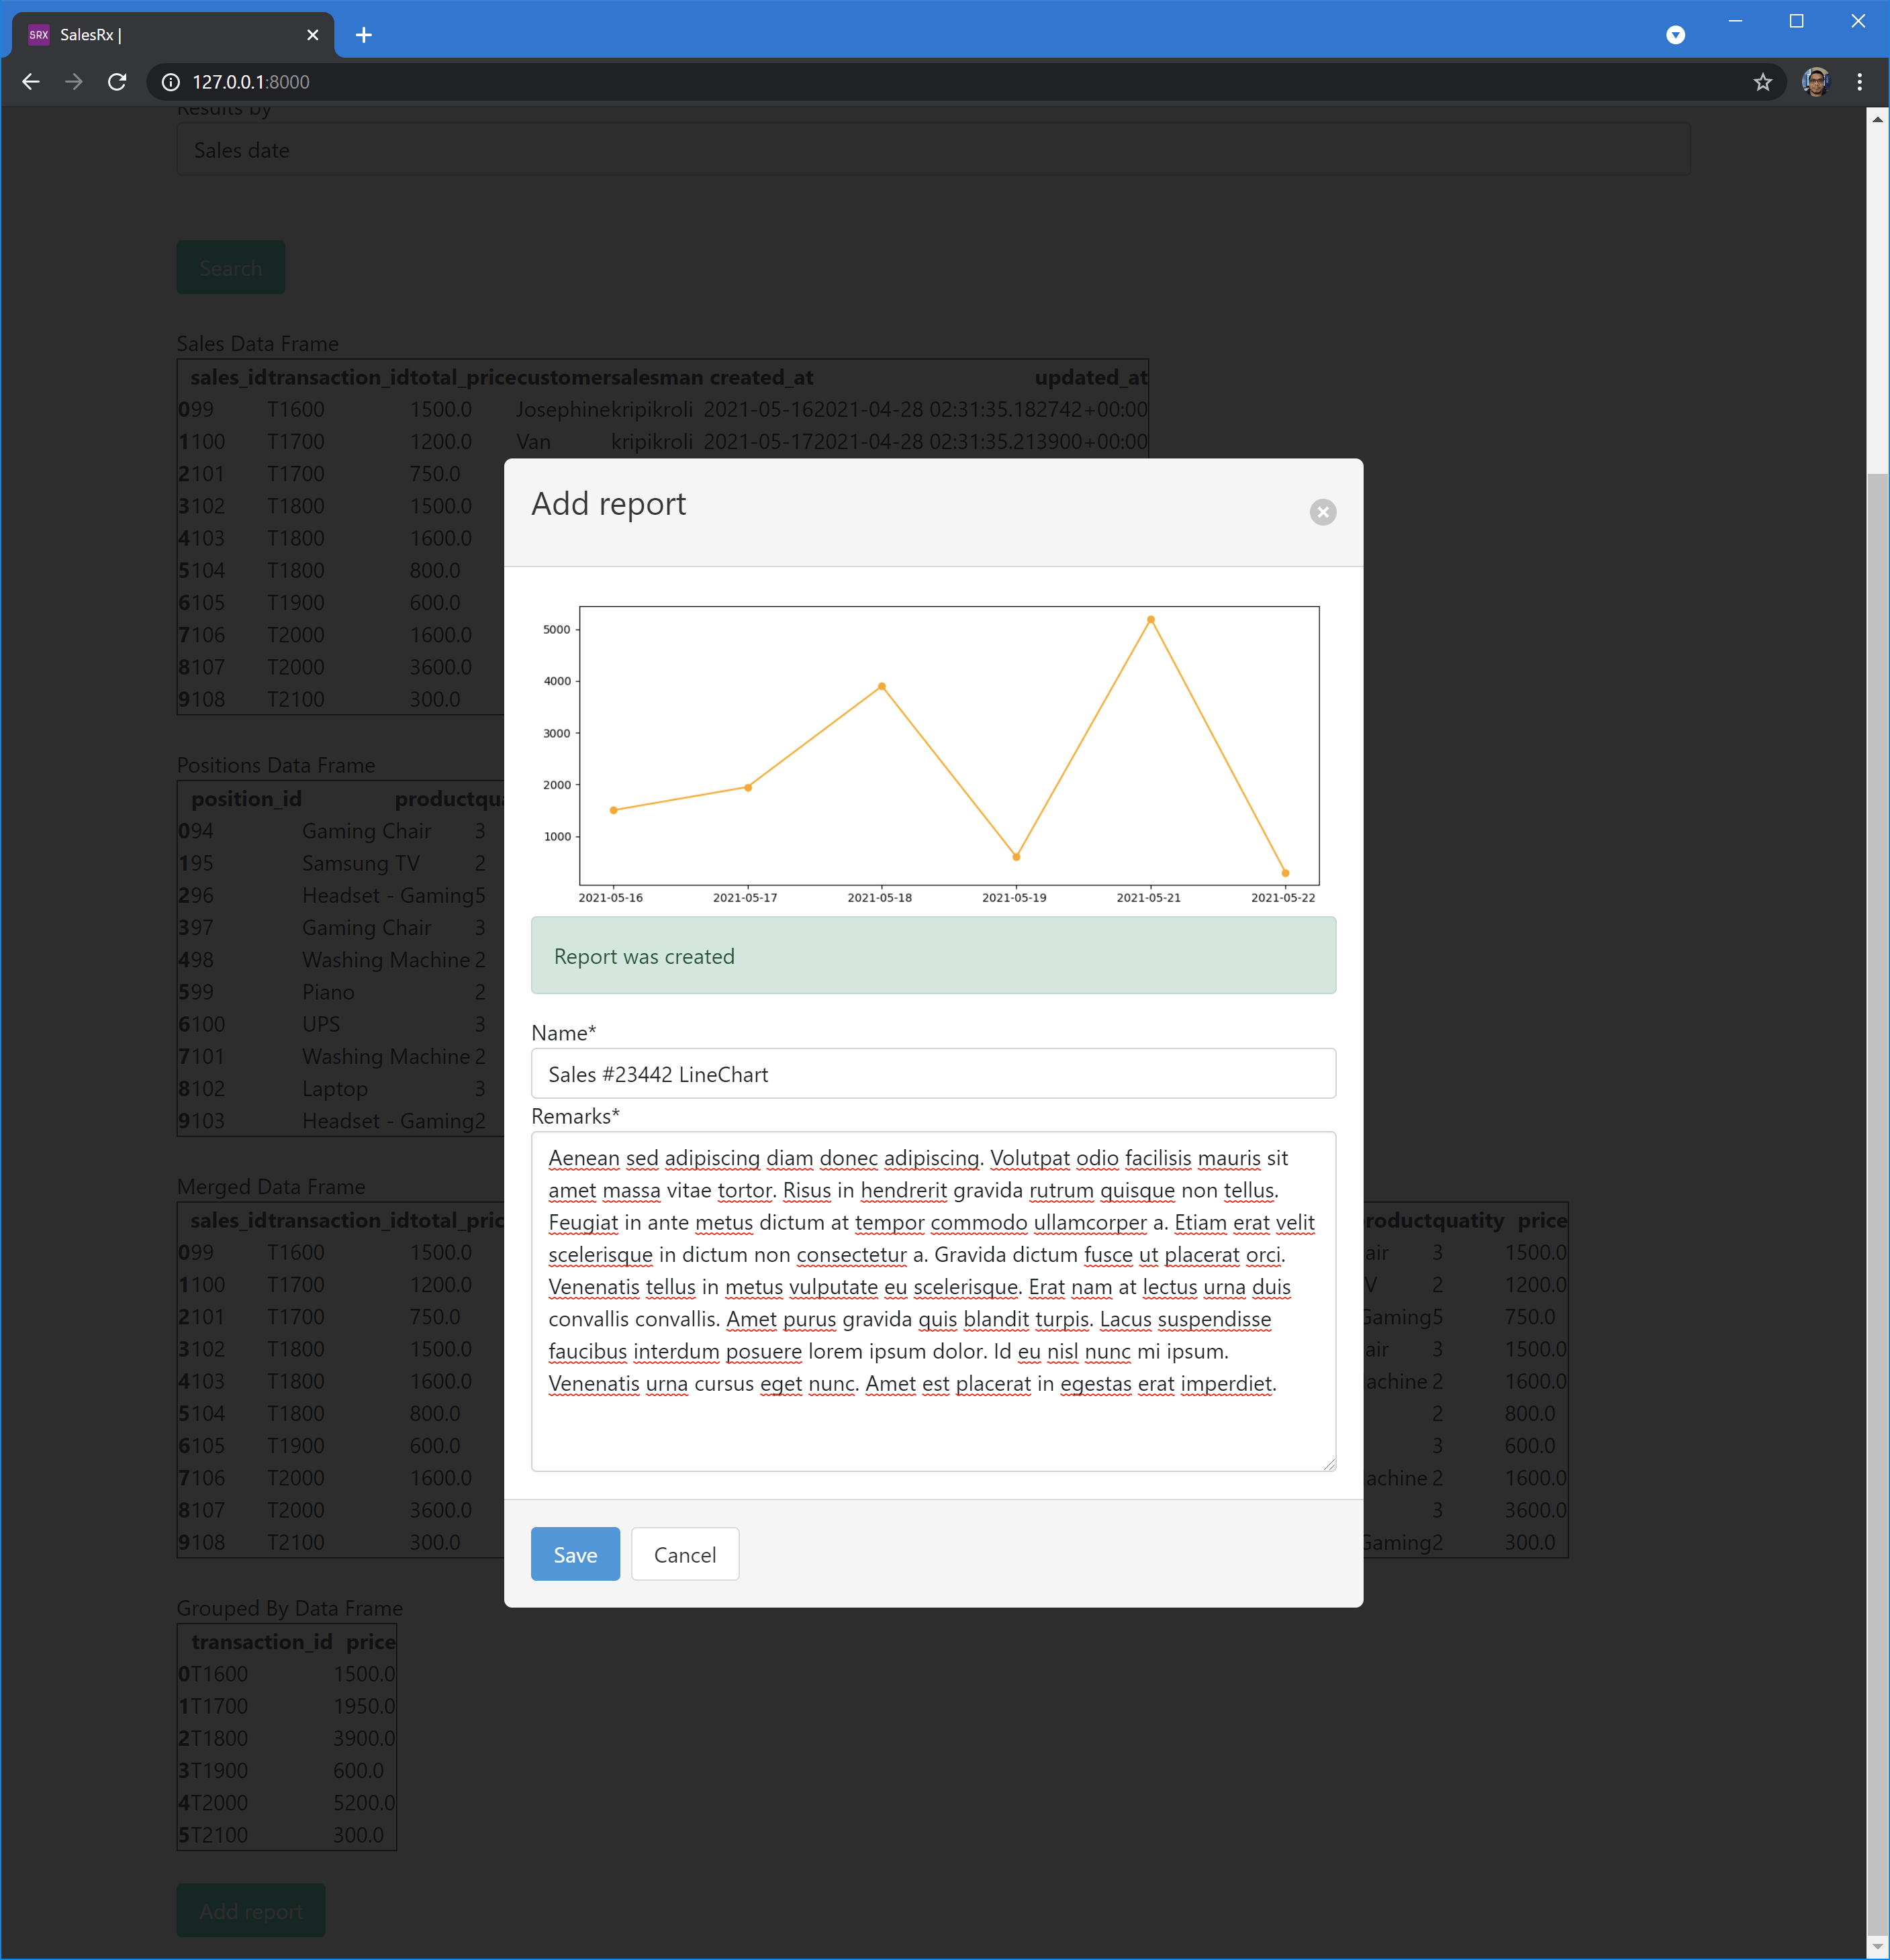 SRX SalesRx |
127.0.0.1:8000
Results by
Sales date
Search
Sales Data Frame
sales_id transaction_id total_price customer salesman created_at updated_at
0 99 T1600 1500.0 Josephine kripikroli 2021-05-16 2021-04-28 02:31:35.182742+00:00
1 100 T1700 1200.0 Van kripikroli 2021-05-17 2021-04-28 02:31:35.213900+00:00
2 101 T1700 750.0
3 102 T1800 1500.0
4 103 T1800 1600.0
5 104 T1800 800.0
6 105 T1900 600.0
7 106 T2000 1600.0
8 107 T2000 3600.0
9 108 T2100 300.0
Positions Data Frame
position_id product qua
0 94 Gaming Chair 3
1 95 Samsung TV 2
2 96 Headset - Gaming 5
3 97 Gaming Chair 3
4 98 Washing Machine 2
5 99 Piano 2
6 100 UPS 3
7 101 Washing Machine 2
8 102 Laptop 3
9 103 Headset - Gaming 2
Merged Data Frame
sales_id transaction_id total_pric roduct quatity price
0 99 T1600 1500.0 air 3 1500.0
1 100 T1700 1200.0 V 2 1200.0
2 101 T1700 750.0 Gaming 5 750.0
3 102 T1800 1500.0 air 3 1500.0
4 103 T1800 1600.0 achine 2 1600.0
5 104 T1800 800.0 2 800.0
6 105 T1900 600.0 3 600.0
7 106 T2000 1600.0 achine 2 1600.0
8 107 T2000 3600.0 3 3600.0
9 108 T2100 300.0 Gaming 2 300.0
Grouped By Data Frame
transaction_id price
0 T1600 1500.0
1 T1700 1950.0
2 T1800 3900.0
3 T1900 600.0
4 T2000 5200.0
5 T2100 300.0
Add report
Add report
5000
4000
3000
2000
1000
2021-05-16 2021-05-17 2021-05-18 2021-05-19 2021-05-21 2021-05-22
Report was created
Name*
Sales #23442 LineChart
Remarks*
Aenean sed adipiscing diam donec adipiscing. Volutpat odio facilisis mauris sit
amet massa vitae tortor. Risus in hendrerit gravida rutrum quisque non tellus.
Feugiat in ante metus dictum at tempor commodo ullamcorper a. Etiam erat velit
scelerisque in dictum non consectetur a. Gravida dictum fusce ut placerat orci.
Venenatis tellus in metus vulputate eu scelerisque. Erat nam at lectus urna duis
convallis convallis. Amet purus gravida quis blandit turpis. Lacus suspendisse
faucibus interdum posuere lorem ipsum dolor. Id eu nisl nunc mi ipsum.
Venenatis urna cursus eget nunc. Amet est placerat in egestas erat imperdiet.
Save Cancel